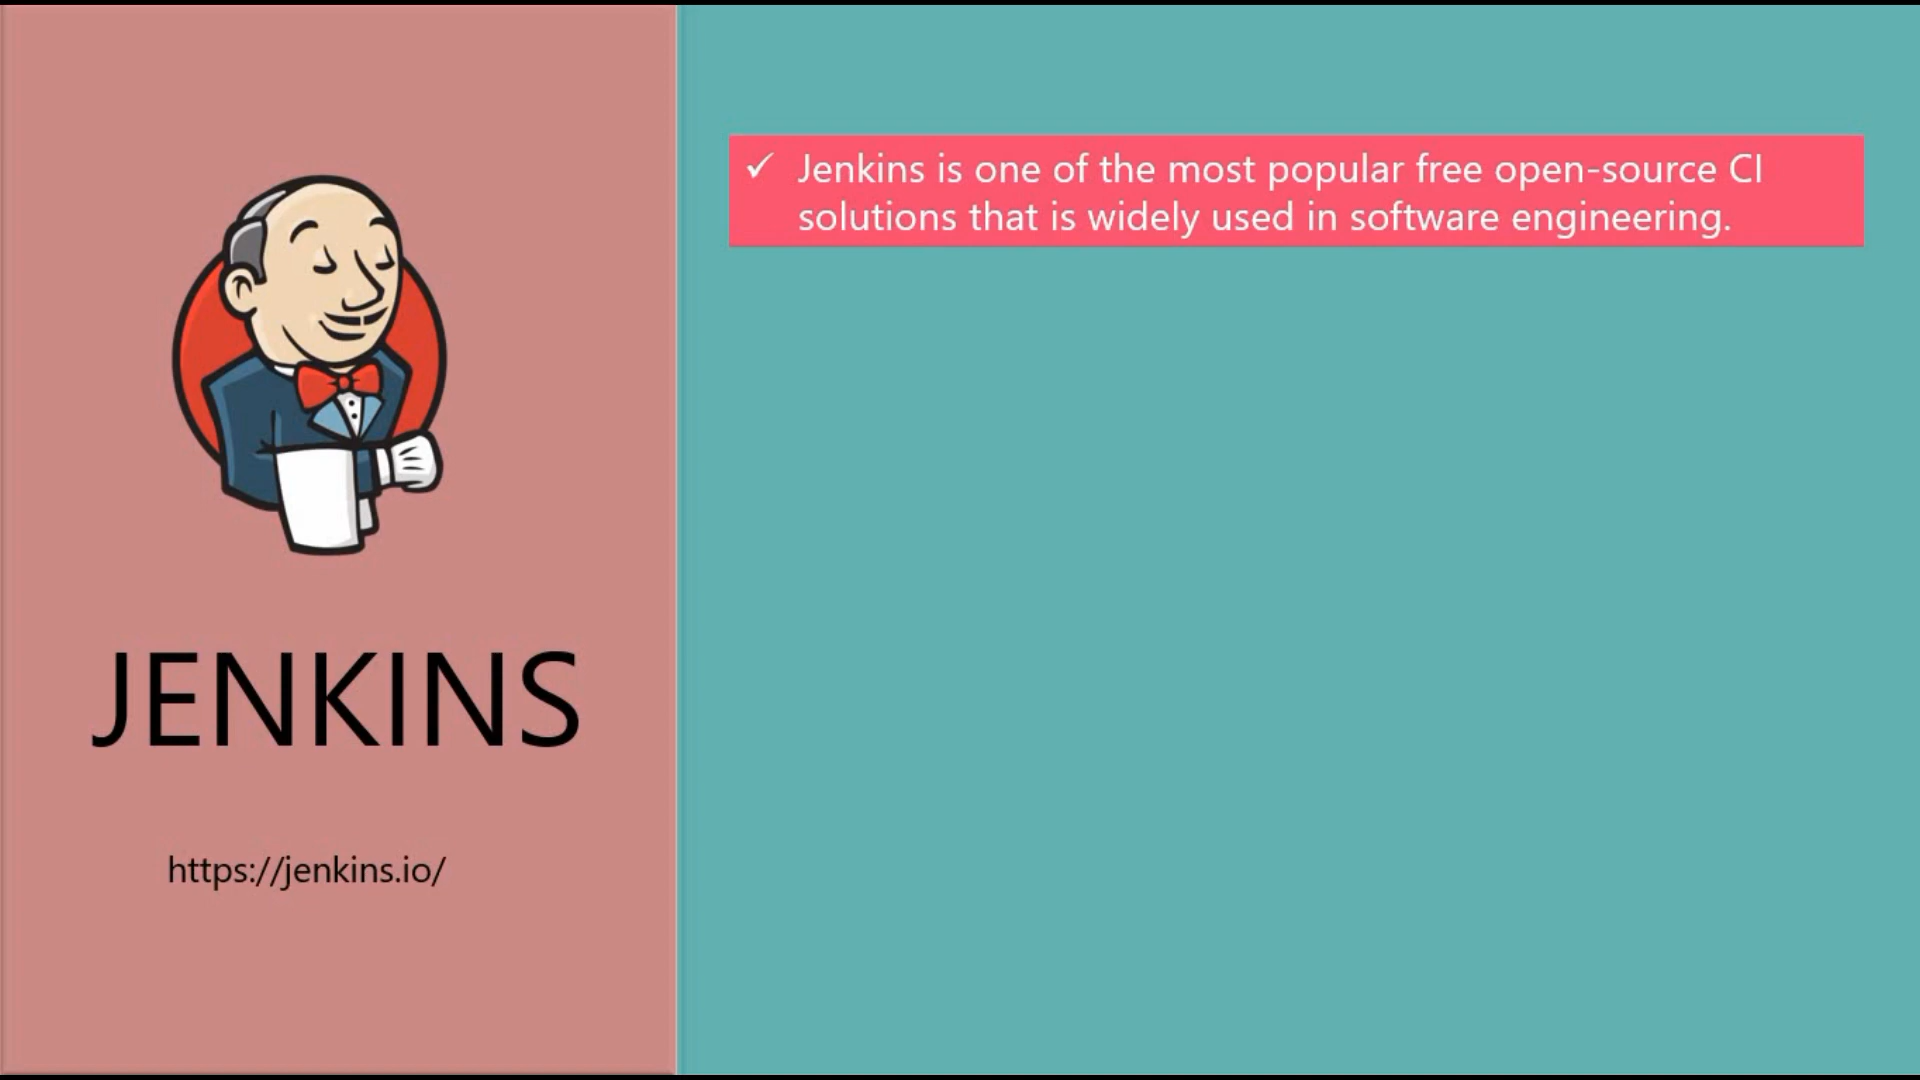 JENKINS
https://jenkins.io/
✓ Jenkins is one of the most popular free open-source CI
solutions that is widely used in software engineering.